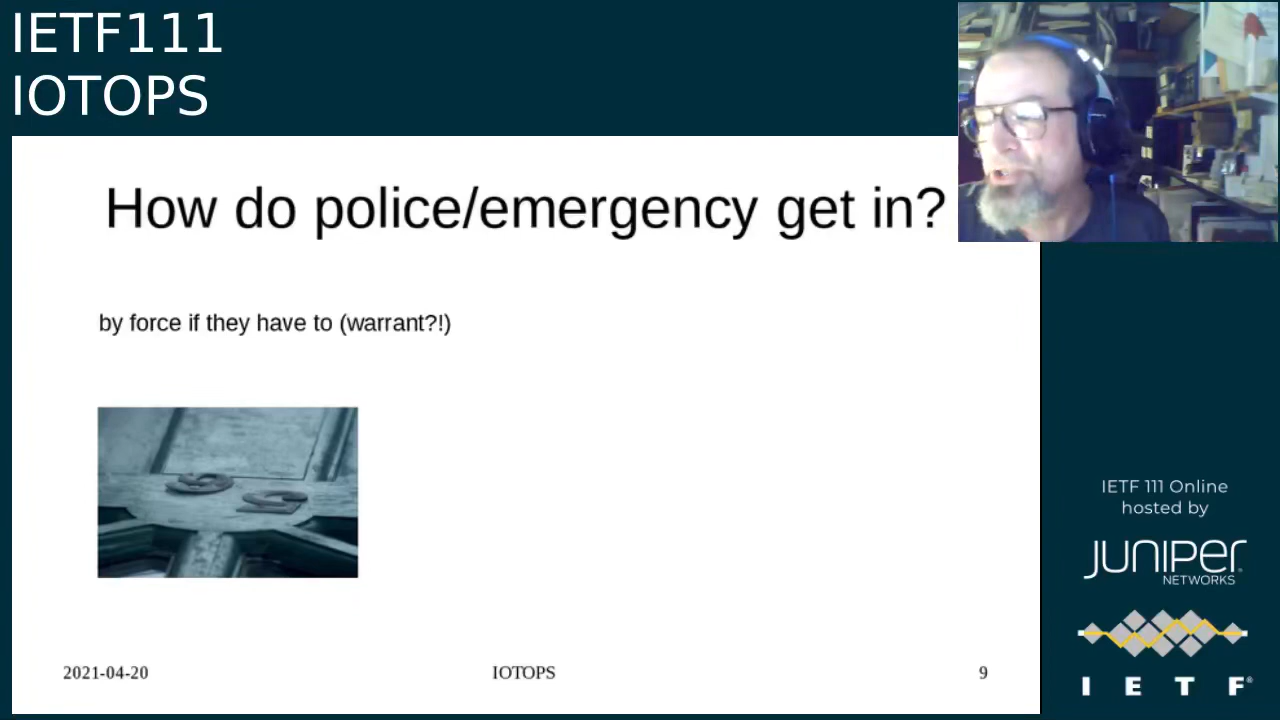 IETF111
IOTOPS
How do police/emergency get in?
by force if they have to (warrant?!)
2021-04-20
IOTOPS
9
IETF 111 Online
hosted by
JUNIPER
NETWORKS
I E T F®